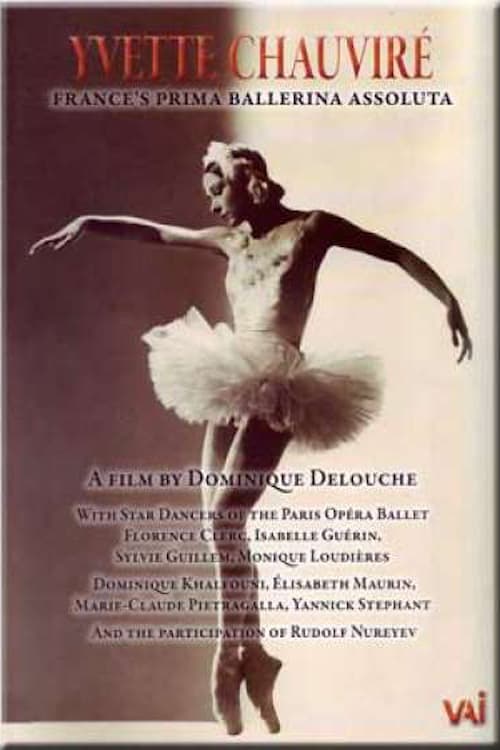 YVETTE CHAUVIRÉ
FRANCE'S PRIMA BALLERINA ASSOLUTA
A FILM BY DOMINIQUE DELOUCHE
WITH STAR DANCERS OF THE PARIS OPÉRA BALLET
FLORENCE CLERC, ISABELLE GUÉRIN,
SYLVIE GUILLEM, MONIQUE LOUDIÈRES
DOMINIQUE KHALFOUNI, ÉLISABETH MAURIN,
MARIE-CLAUDE PIETRAGALLA, YANNICK STEPHANT
AND THE PARTICIPATION OF RUDOLF NUREYEV
VAI